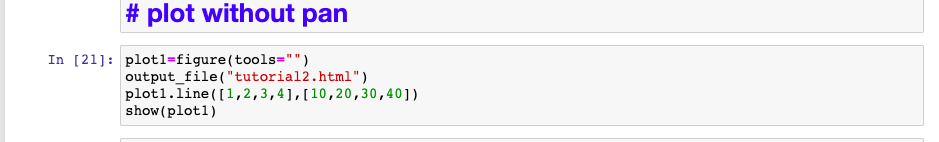 # plot without pan
In [21]: plot1=figure(tools="")
output_file("tutorial2.html")
plot1.line([1,2,3,4],[10,20,30,40])
show(plot1)